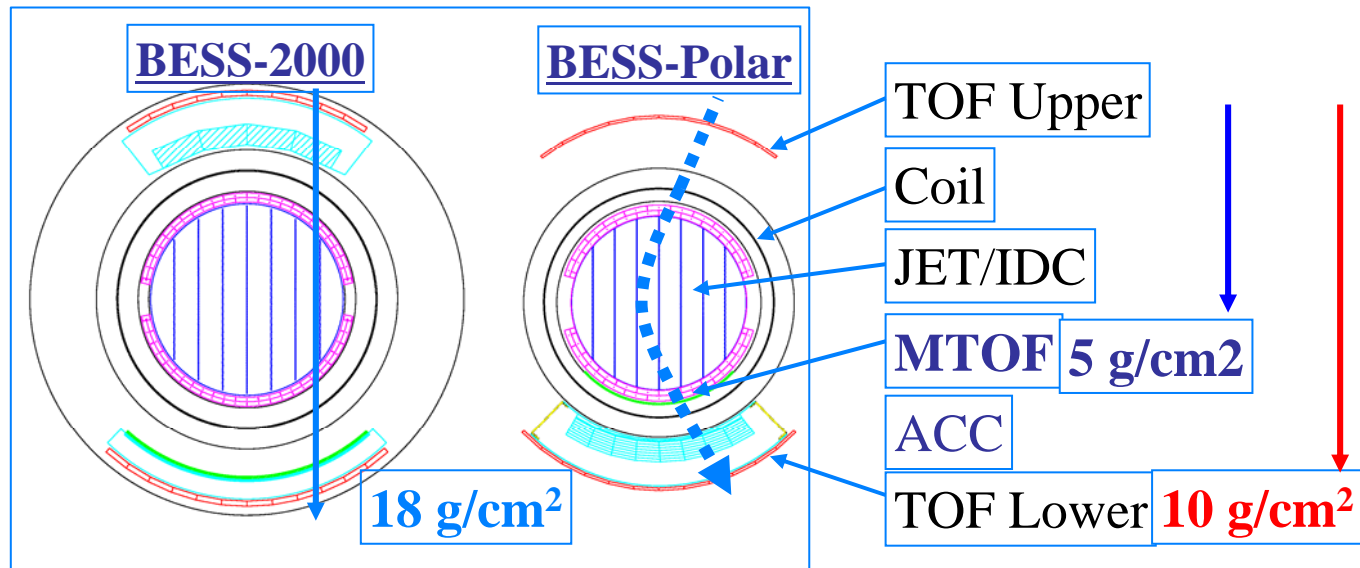 BESS-2000
BESS-Polar
TOF Upper
Coil
JET/IDC
MTOF 5 g/cm2
ACC
TOF Lower 10 g/cm²
18 g/cm²